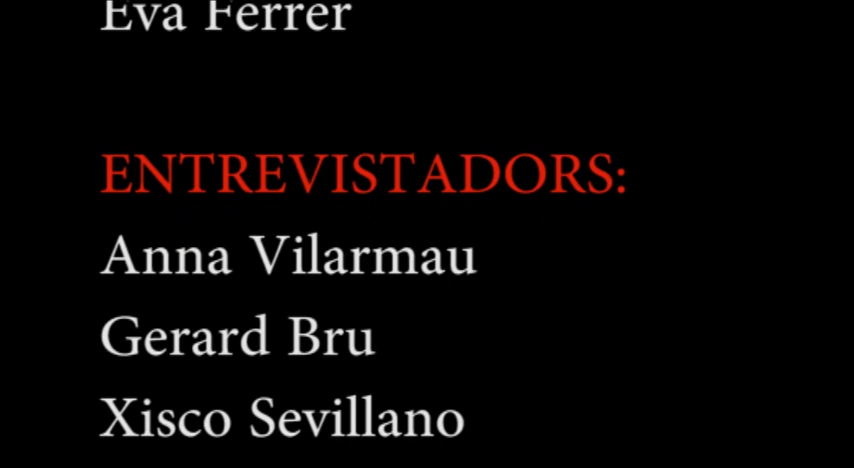 Eva Ferrer
ENTREVISTADORS:
Anna Vilarmau
Gerard Bru
Xisco Sevillano